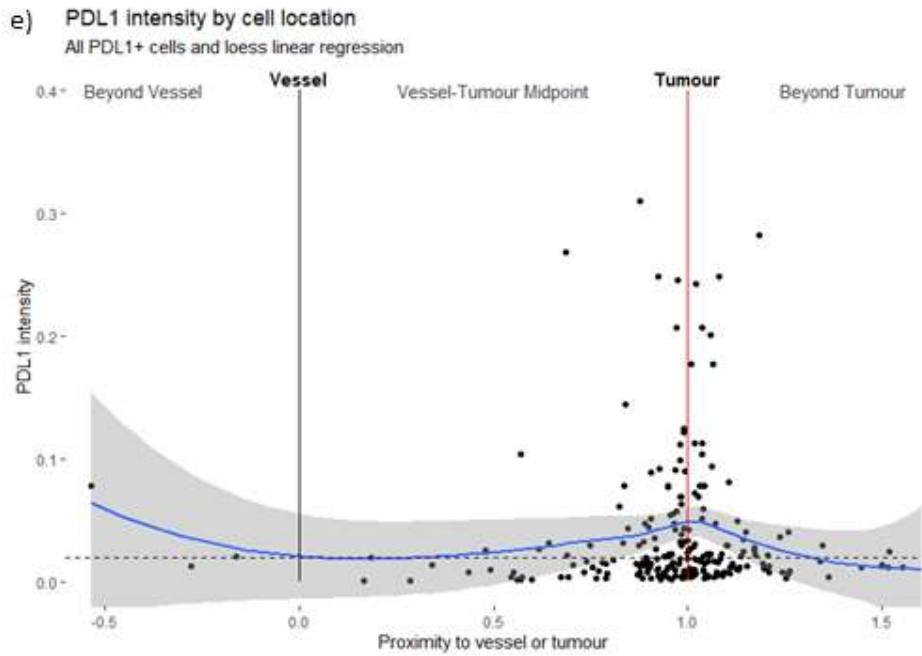 e) PDL1 intensity by cell location
All PDL1+ cells and loess linear regression
Vessel Tumour
0.4 Beyond Vessel Vessel-Tumour Midpoint Beyond Tumour
0.3
0.2
0.1
0.0
PDL1 intensity
-0.5 0.0 0.5 1.0 1.5
Proximity to vessel or tumour